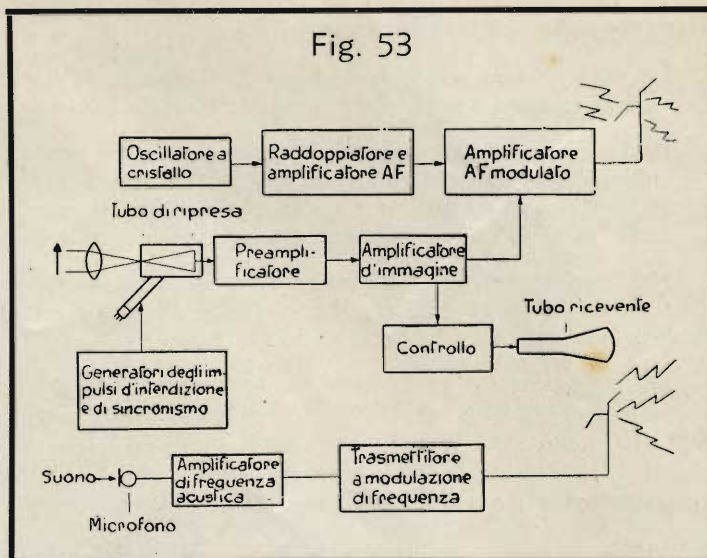 Fig. 53
Oscillatore a
cristallo
Raddoppiatore e
amplificatore AF
Amplificatore
AF modulato
Tubo di ripresa
Preampli-
ficatore
Amplificatore
d'immagine
Tubo ricevente
Controllo
Generatori degli im-
pulsi d'interdizione
e di sincronismo
Suono
Microfono
Amplificatore
di frequenza
acustica
Trasmettitore
a modulazione
di frequenza